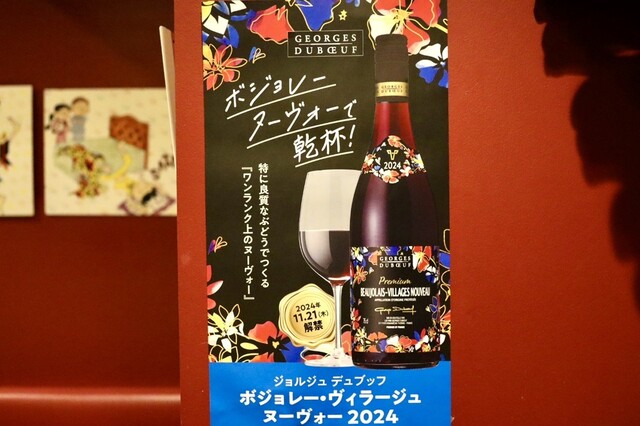 GEORGES
DUBŒUF
ボジョレー
ヌーヴォーで
乾杯!
特に良質なぶどうでつくる
『ワンランク上のヌーヴォー』
2024年
11.21(木)
解禁
GEORGES
DUBŒUF
2024
GEORGES
DUBŒUF
Premium
BEAUJOLAIS-VILLAGES NOUVEAU
ジョルジュ デュブッフ
ボジョレー・ヴィラージュ
ヌーヴォー 2024